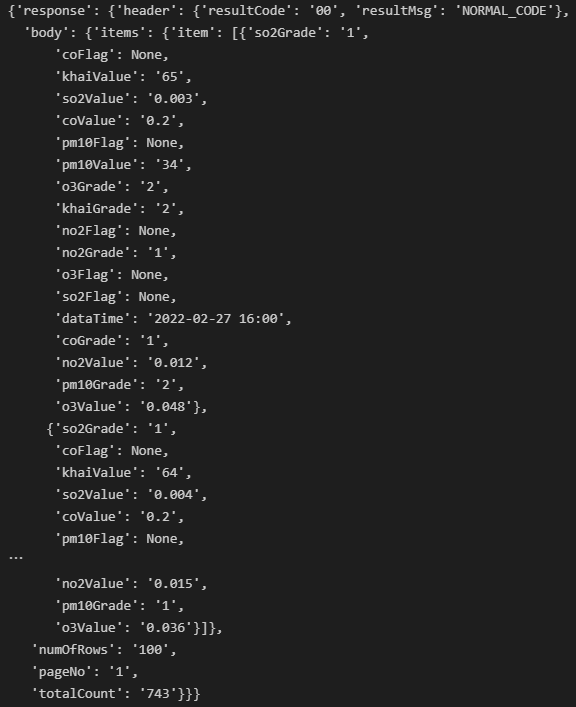 {'response': {'header': {'resultCode': '00', 'resultMsg': 'NORMAL_CODE'},
'body': {'items': {'item': [{'so2Grade': '1',
'coFlag': None,
'khaiValue': '65',
'so2Value': '0.003',
'coValue': '0.2',
'pm10Flag': None,
'pm10Value': '34',
'o3Grade': '2',
'khaiGrade': '2',
'no2Flag': None,
'no2Grade': '1',
'o3Flag': None,
'so2Flag': None,
'dataTime': '2022-02-27 16:00',
'coGrade': '1',
'no2Value': '0.012',
'pm10Grade': '2',
'o3Value': '0.048'},
{'so2Grade': '1',
'coFlag': None,
'khaiValue': '64',
'so2Value': '0.004',
'coValue': '0.2',
'pm10Flag': None,
...
'no2Value': '0.015',
'pm10Grade': '1',
'o3Value': '0.036'}]},
'numOfRows': '100',
'pageNo': '1',
'totalCount': '743'}}}